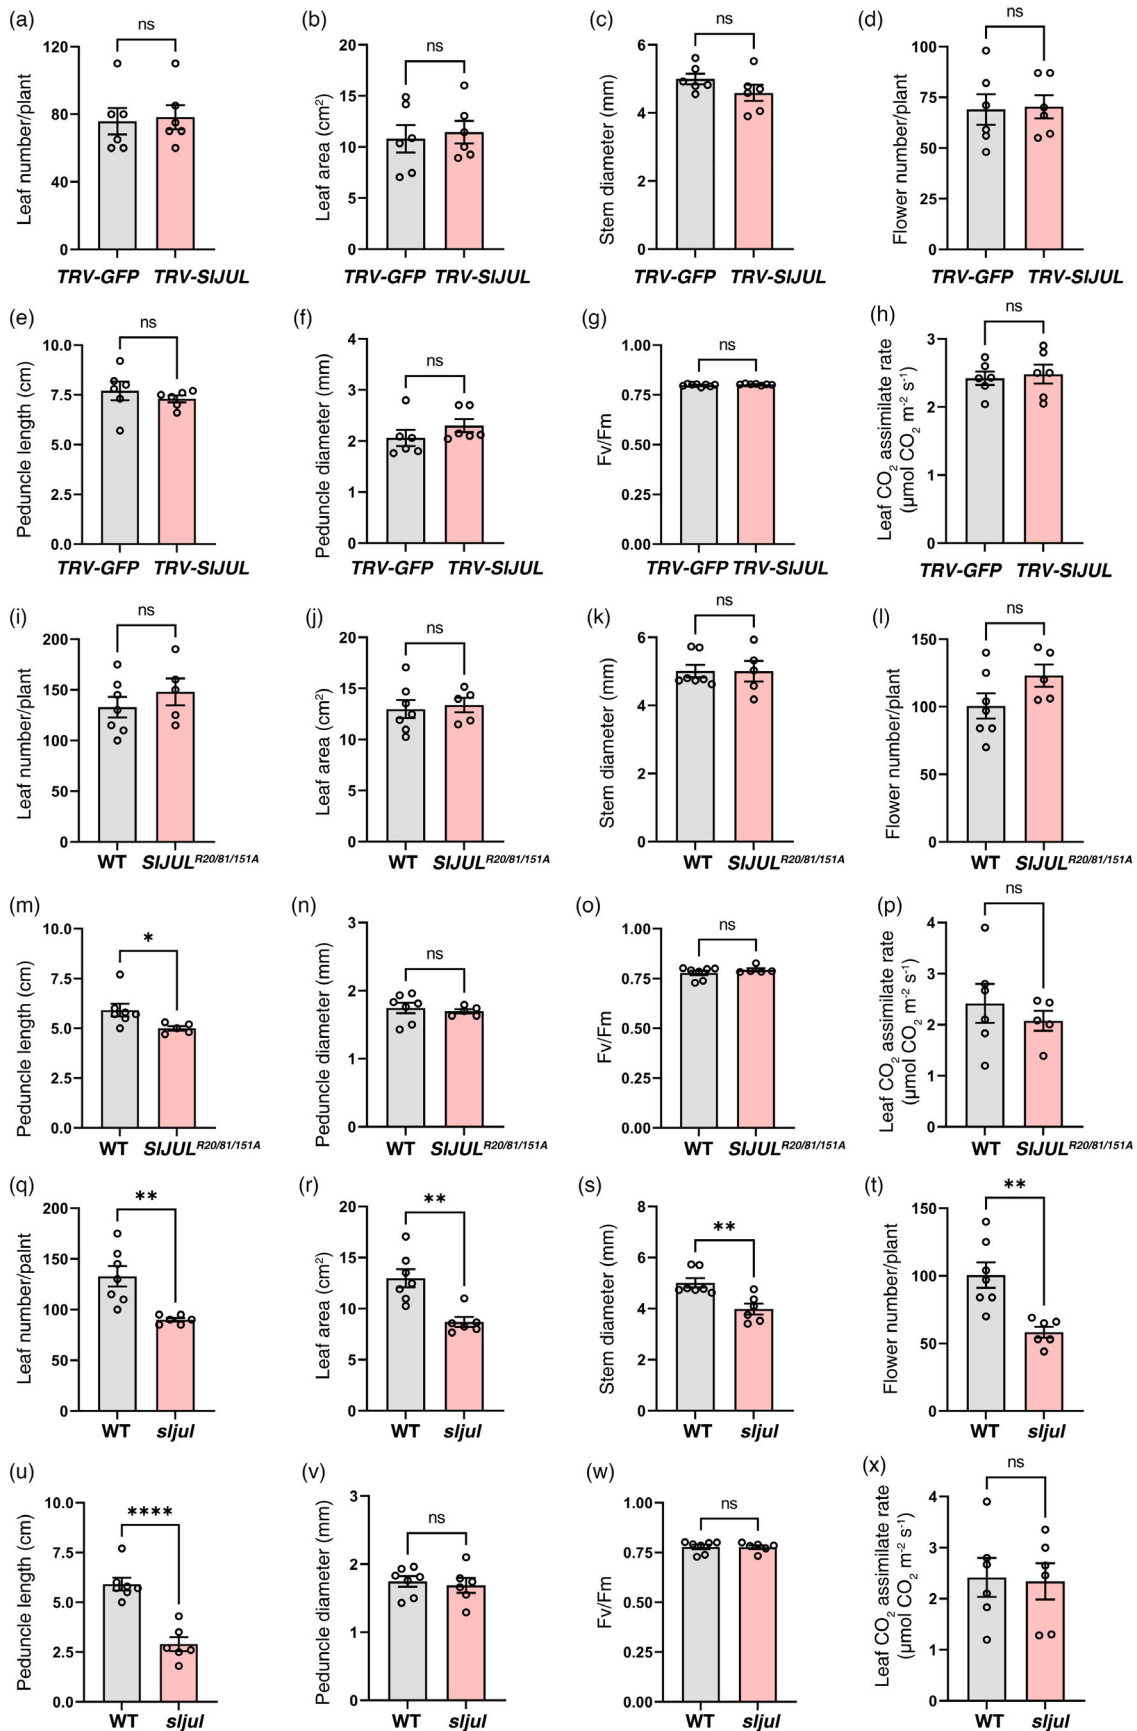 (a)
ns
Leaf number/plant
120
80
40
0
TRV-GFP TRV-SlJUL
(b)
ns
Leaf area (cm²)
20
15
10
5
0
TRV-GFP TRV-SlJUL
(c)
ns
Stem diameter (mm)
6
4
2
0
TRV-GFP TRV-SlJUL
(d)
ns
Flower number/plant
100
75
50
25
0
TRV-GFP TRV-SlJUL
(e)
ns
Peduncle length (cm)
10.0
7.5
5.0
2.5
0.0
TRV-GFP TRV-SlJUL
(f)
ns
Peduncle diameter (mm)
4
3
2
1
0
TRV-GFP TRV-SlJUL
(g)
ns
Fv/Fm
1.00
0.75
0.50
0.25
0.00
TRV-GFP TRV-SlJUL
(h)
ns
Leaf CO₂ assimilate rate
(μmol CO₂ m⁻² s⁻¹)
3
2
1
0
TRV-GFP TRV-SlJUL
(i)
ns
Leaf number/plant
200
150
100
50
0
WT SlJUL^R20/81/151A
(j)
ns
Leaf area (cm²)
20
15
10
5
0
WT SlJUL^R20/81/151A
(k)
ns
Stem diameter (mm)
6
4
2
0
WT SlJUL^R20/81/151A
(l)
ns
Flower number/plant
150
100
50
0
WT SlJUL^R20/81/151A
(m)
*
Peduncle length (cm)
10.0
7.5
5.0
2.5
0.0
WT SlJUL^R20/81/151A
(n)
ns
Peduncle diameter (mm)
3
2
1
0
WT SlJUL^R20/81/151A
(o)
ns
Fv/Fm
1.00
0.75
0.50
0.25
0.00
WT SlJUL^R20/81/151A
(p)
ns
Leaf CO₂ assimilate rate
(μmol CO₂ m⁻² s⁻¹)
4
3
2
1
0
WT SlJUL^R20/81/151A
(q)
**
Leaf number/palnt
200
150
100
50
0
WT sljul
(r)
**
Leaf area (cm²)
20
15
10
5
0
WT sljul
(s)
**
Stem diameter (mm)
8
6
4
2
0
WT sljul
(t)
**
Flower number/plant
150
100
50
0
WT sljul
(u)
****
Peduncle length (cm)
10.0
7.5
5.0
2.5
0.0
WT sljul
(v)
ns
Peduncle diameter (mm)
3
2
1
0
WT sljul
(w)
ns
Fv/Fm
1.00
0.75
0.50
0.25
0.00
WT sljul
(x)
ns
Leaf CO₂ assimilate rate
(μmol CO₂ m⁻² s⁻¹)
4
3
2
1
0
WT sljul